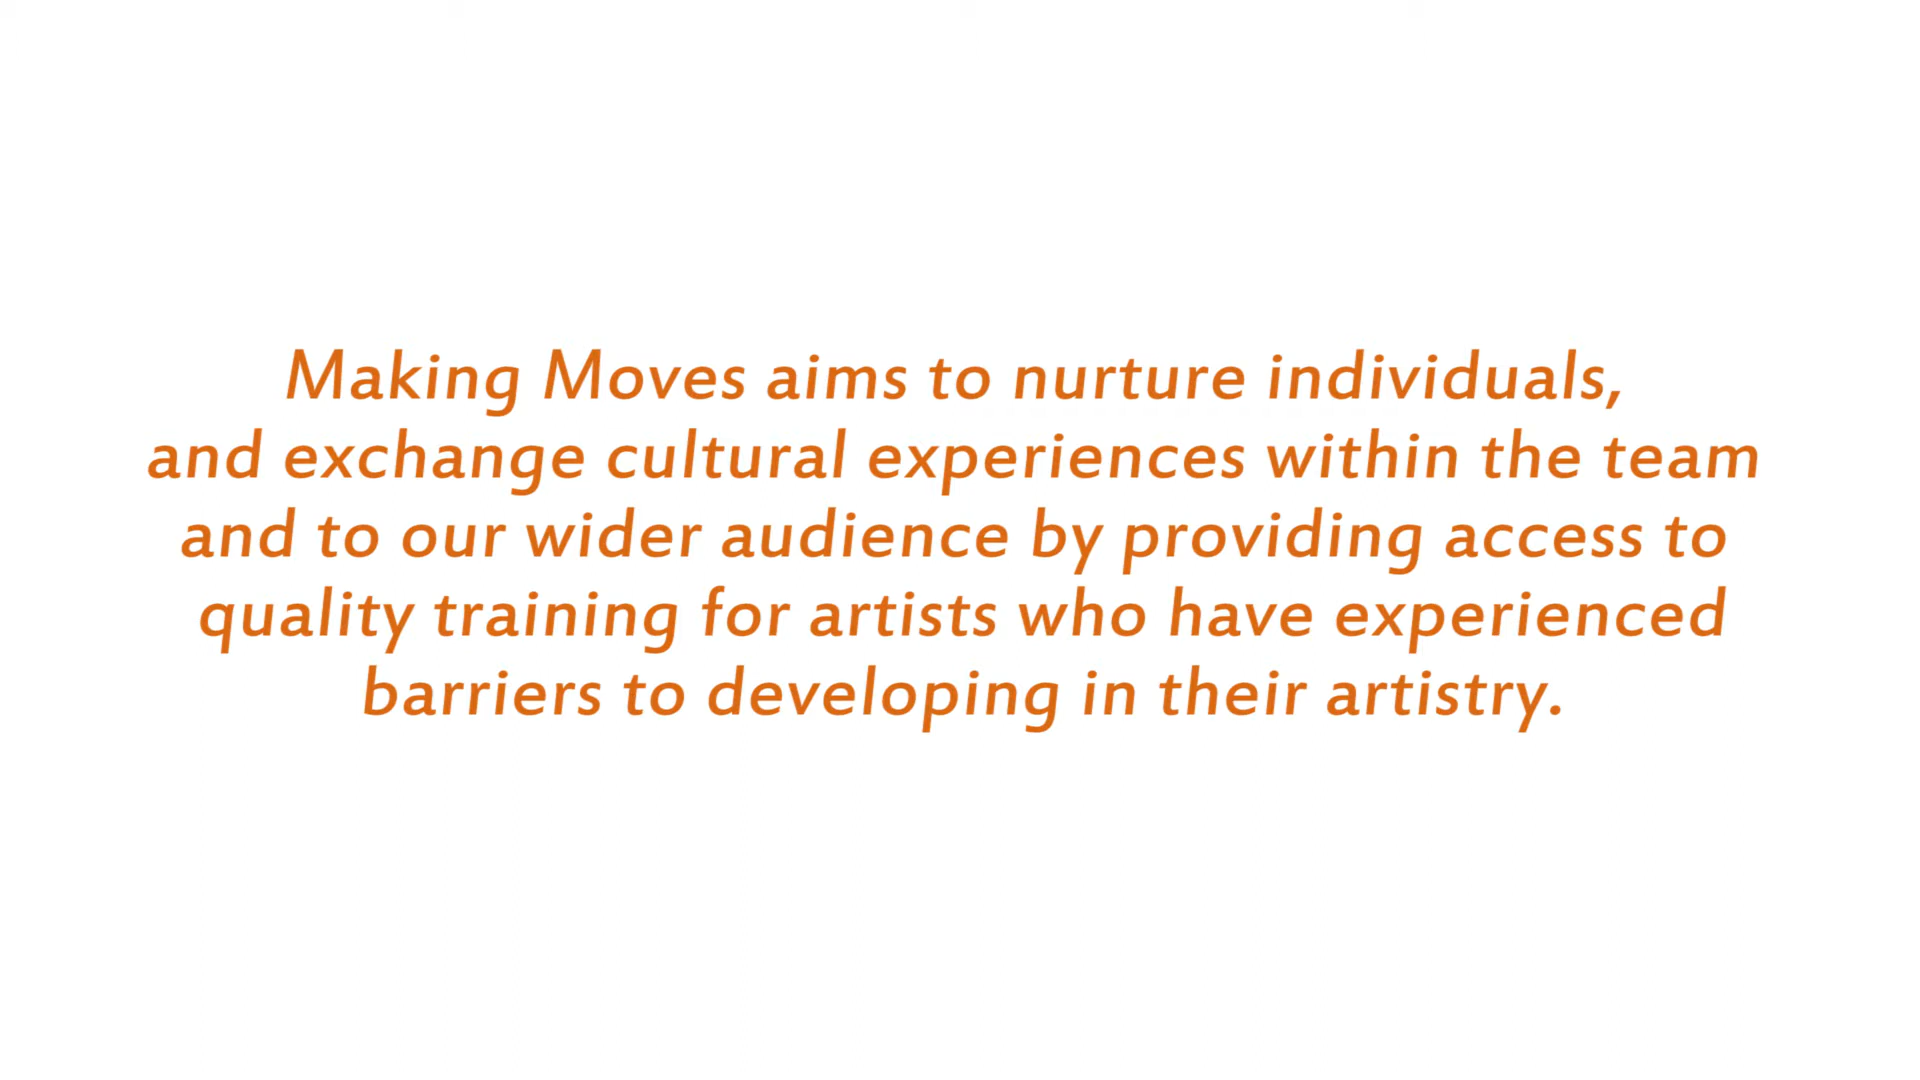 Making Moves aims to nurture individuals,
and exchange cultural experiences within the team
and to our wider audience by providing access to
quality training for artists who have experienced
barriers to developing in their artistry.